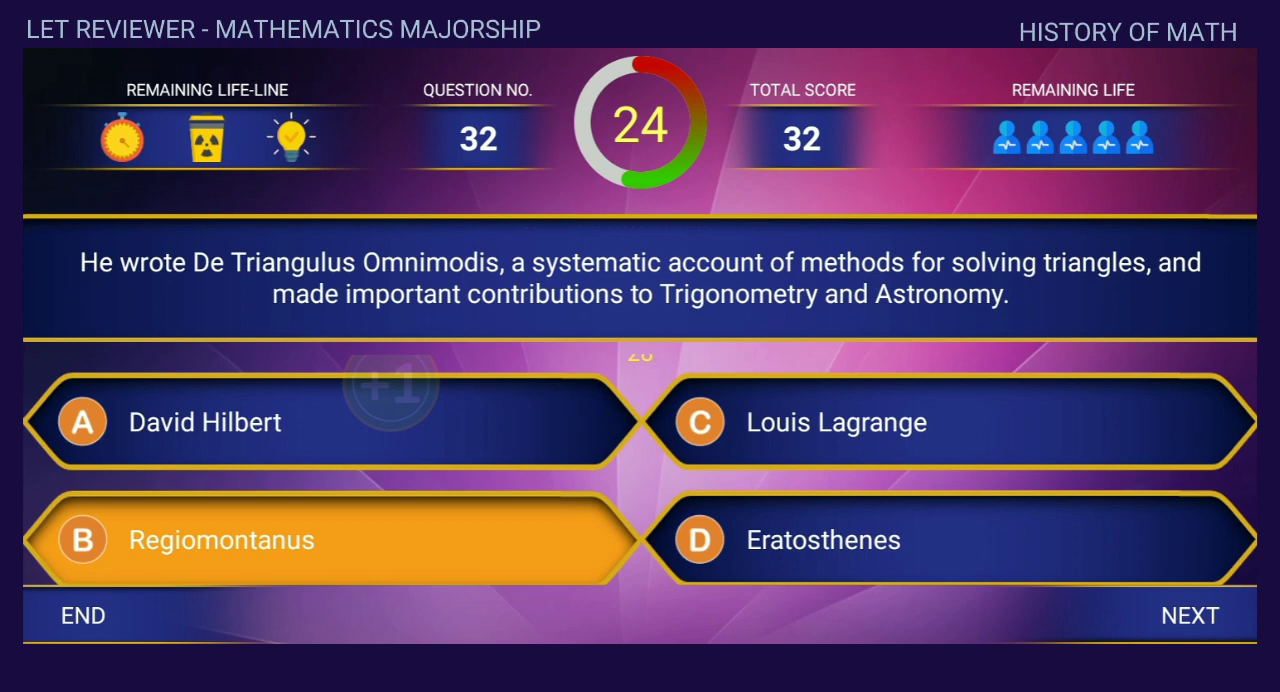 LET REVIEWER - MATHEMATICS MAJORSHIP
HISTORY OF MATH
REMAINING LIFE-LINE
QUESTION NO.
24
TOTAL SCORE
REMAINING LIFE
32
32
He wrote De Triangulus Omnimodis, a systematic account of methods for solving triangles, and
made important contributions to Trigonometry and Astronomy.
+1
A David Hilbert
C Louis Lagrange
B Regiomontanus
D Eratosthenes
END
NEXT